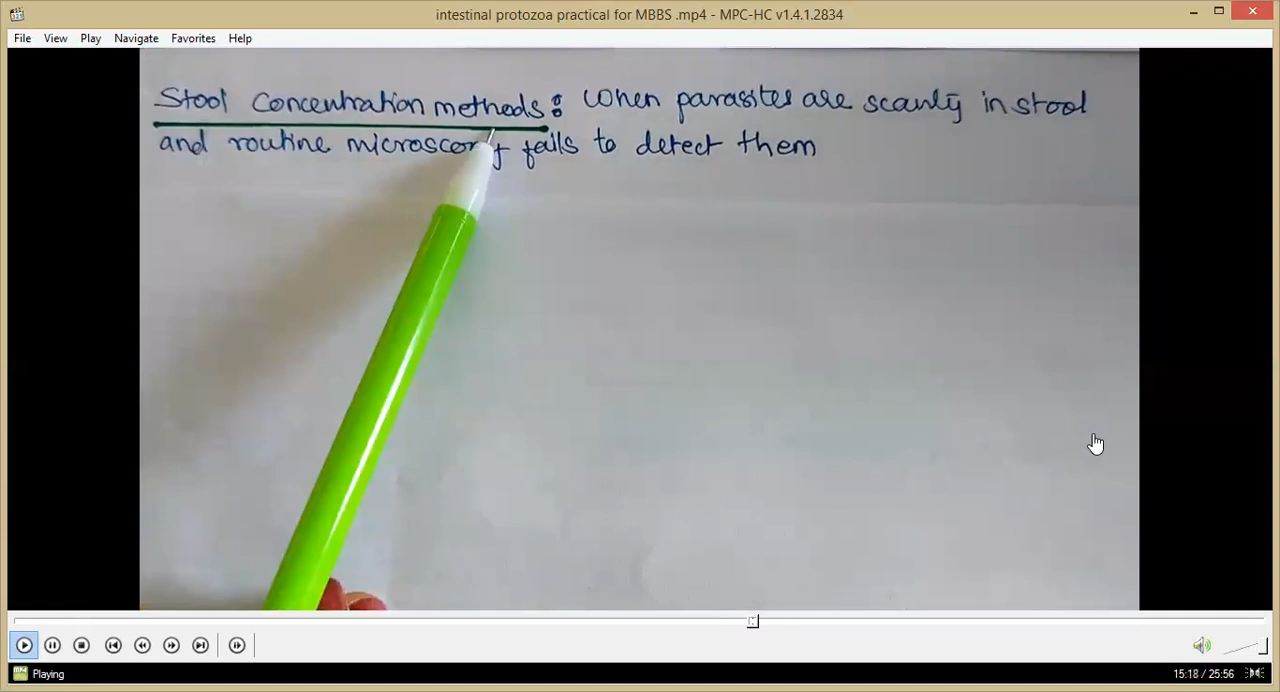 intestinal protozoa practical for MBBS .mp4 - MPC-HC v1.4.1.2834
File View Play Navigate Favorites Help
Stool Concentration methods: When parasites are scanty in stool
and routine microscopy fails to detect them
Playing
15:18 / 25:56